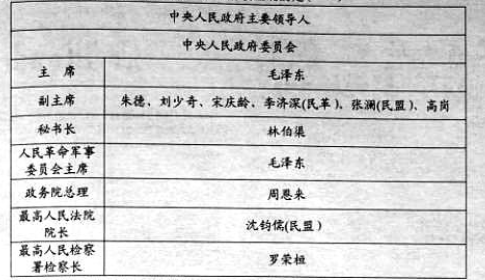 中央人民政府主要领导人
中央人民政府委员会
主 席 毛泽东
副主席 朱德、刘少奇、宋庆龄、李济深(民革)、张澜(民盟)、高岗
秘书长 林伯渠
人民革命军事
委员会主席 毛泽东
政务院总理 周恩来
最高人民法院
院长 沈钧儒(民盟)
最高人民检察
署检察长 罗荣桓